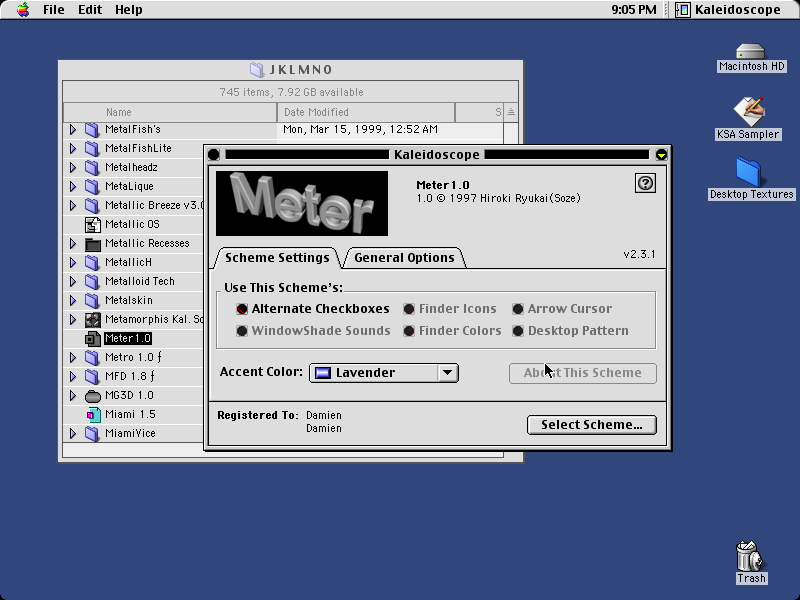 File Edit Help
9:05 PM Kaleidoscope
JKLMNO
745 items, 7.92 GB available
Name Date Modified S
MetalFish's Mon, Mar 15, 1999, 12:52 AM
MetalFishLite
Metalheadz
MetaLique
Metallic Breeze v3.0
Metallic OS
Metallic Recesses
MetallicH
Metalloid Tech
Metalskin
Metamorphis Kal. Sc
Meter 1.0
Metro 1.0 ƒ
MFD 1.8 ƒ
MG3D 1.0
Miami 1.5
MiamiVice
Kaleidoscope
Meter
Meter 1.0
1.0 © 1997 Hiroki Ryukai(Soze)
Scheme Settings General Options
v2.3.1
Use This Scheme's:
Alternate Checkboxes Finder Icons Arrow Cursor
WindowShade Sounds Finder Colors Desktop Pattern
Accent Color: Lavender About This Scheme
Registered To: Damien
Damien
Select Scheme...
Macintosh HD
KSA Sampler
Desktop Textures
Trash